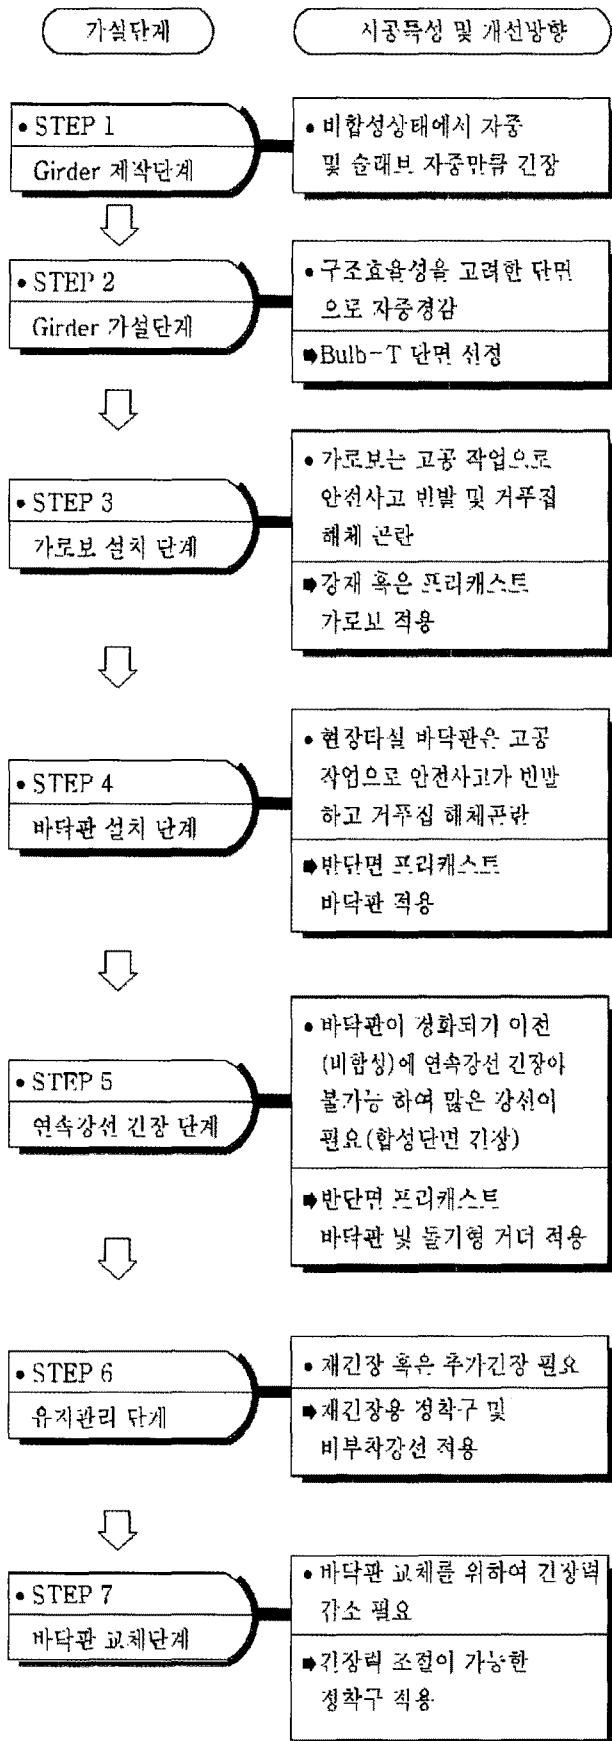 가설단계
시공특성 및 개선방향
• STEP 1
Girder 제작단계
• 비합성상태에서 자중
및 슬래브 자중만큼 긴장
• STEP 2
Girder 가설단계
• 구조효율성을 고려한 단면
으로 자중경감
➡Bulb-T 단면 선정
• STEP 3
가로보 설치 단계
• 가로보는 고공 작업으로
안전사고 빈발 및 거푸집
해체 곤란
➡강재 혹은 프리캐스트
가로보 적용
• STEP 4
바닥판 설치 단계
• 현장타설 바닥판은 고공
작업으로 안전사고가 빈발
하고 거푸집 해체곤란
➡반단면 프리캐스트
바닥판 적용
• STEP 5
연속강선 긴장 단계
• 바닥판이 경화되기 이전
(비합성)에 연속강선 긴장이
불가능 하여 많은 강선이
필요(합성단면 긴장)
➡반단면 프리캐스트
바닥판 및 돌기형 거더 적용
• STEP 6
유지관리 단계
• 재긴장 혹은 추가긴장 필요
➡재긴장용 정착구 및
비부착강선 적용
• STEP 7
바닥판 교체단계
• 바닥판 교체를 위하여 긴장력
감소 필요
➡긴장력 조절이 가능한
정착구 적용